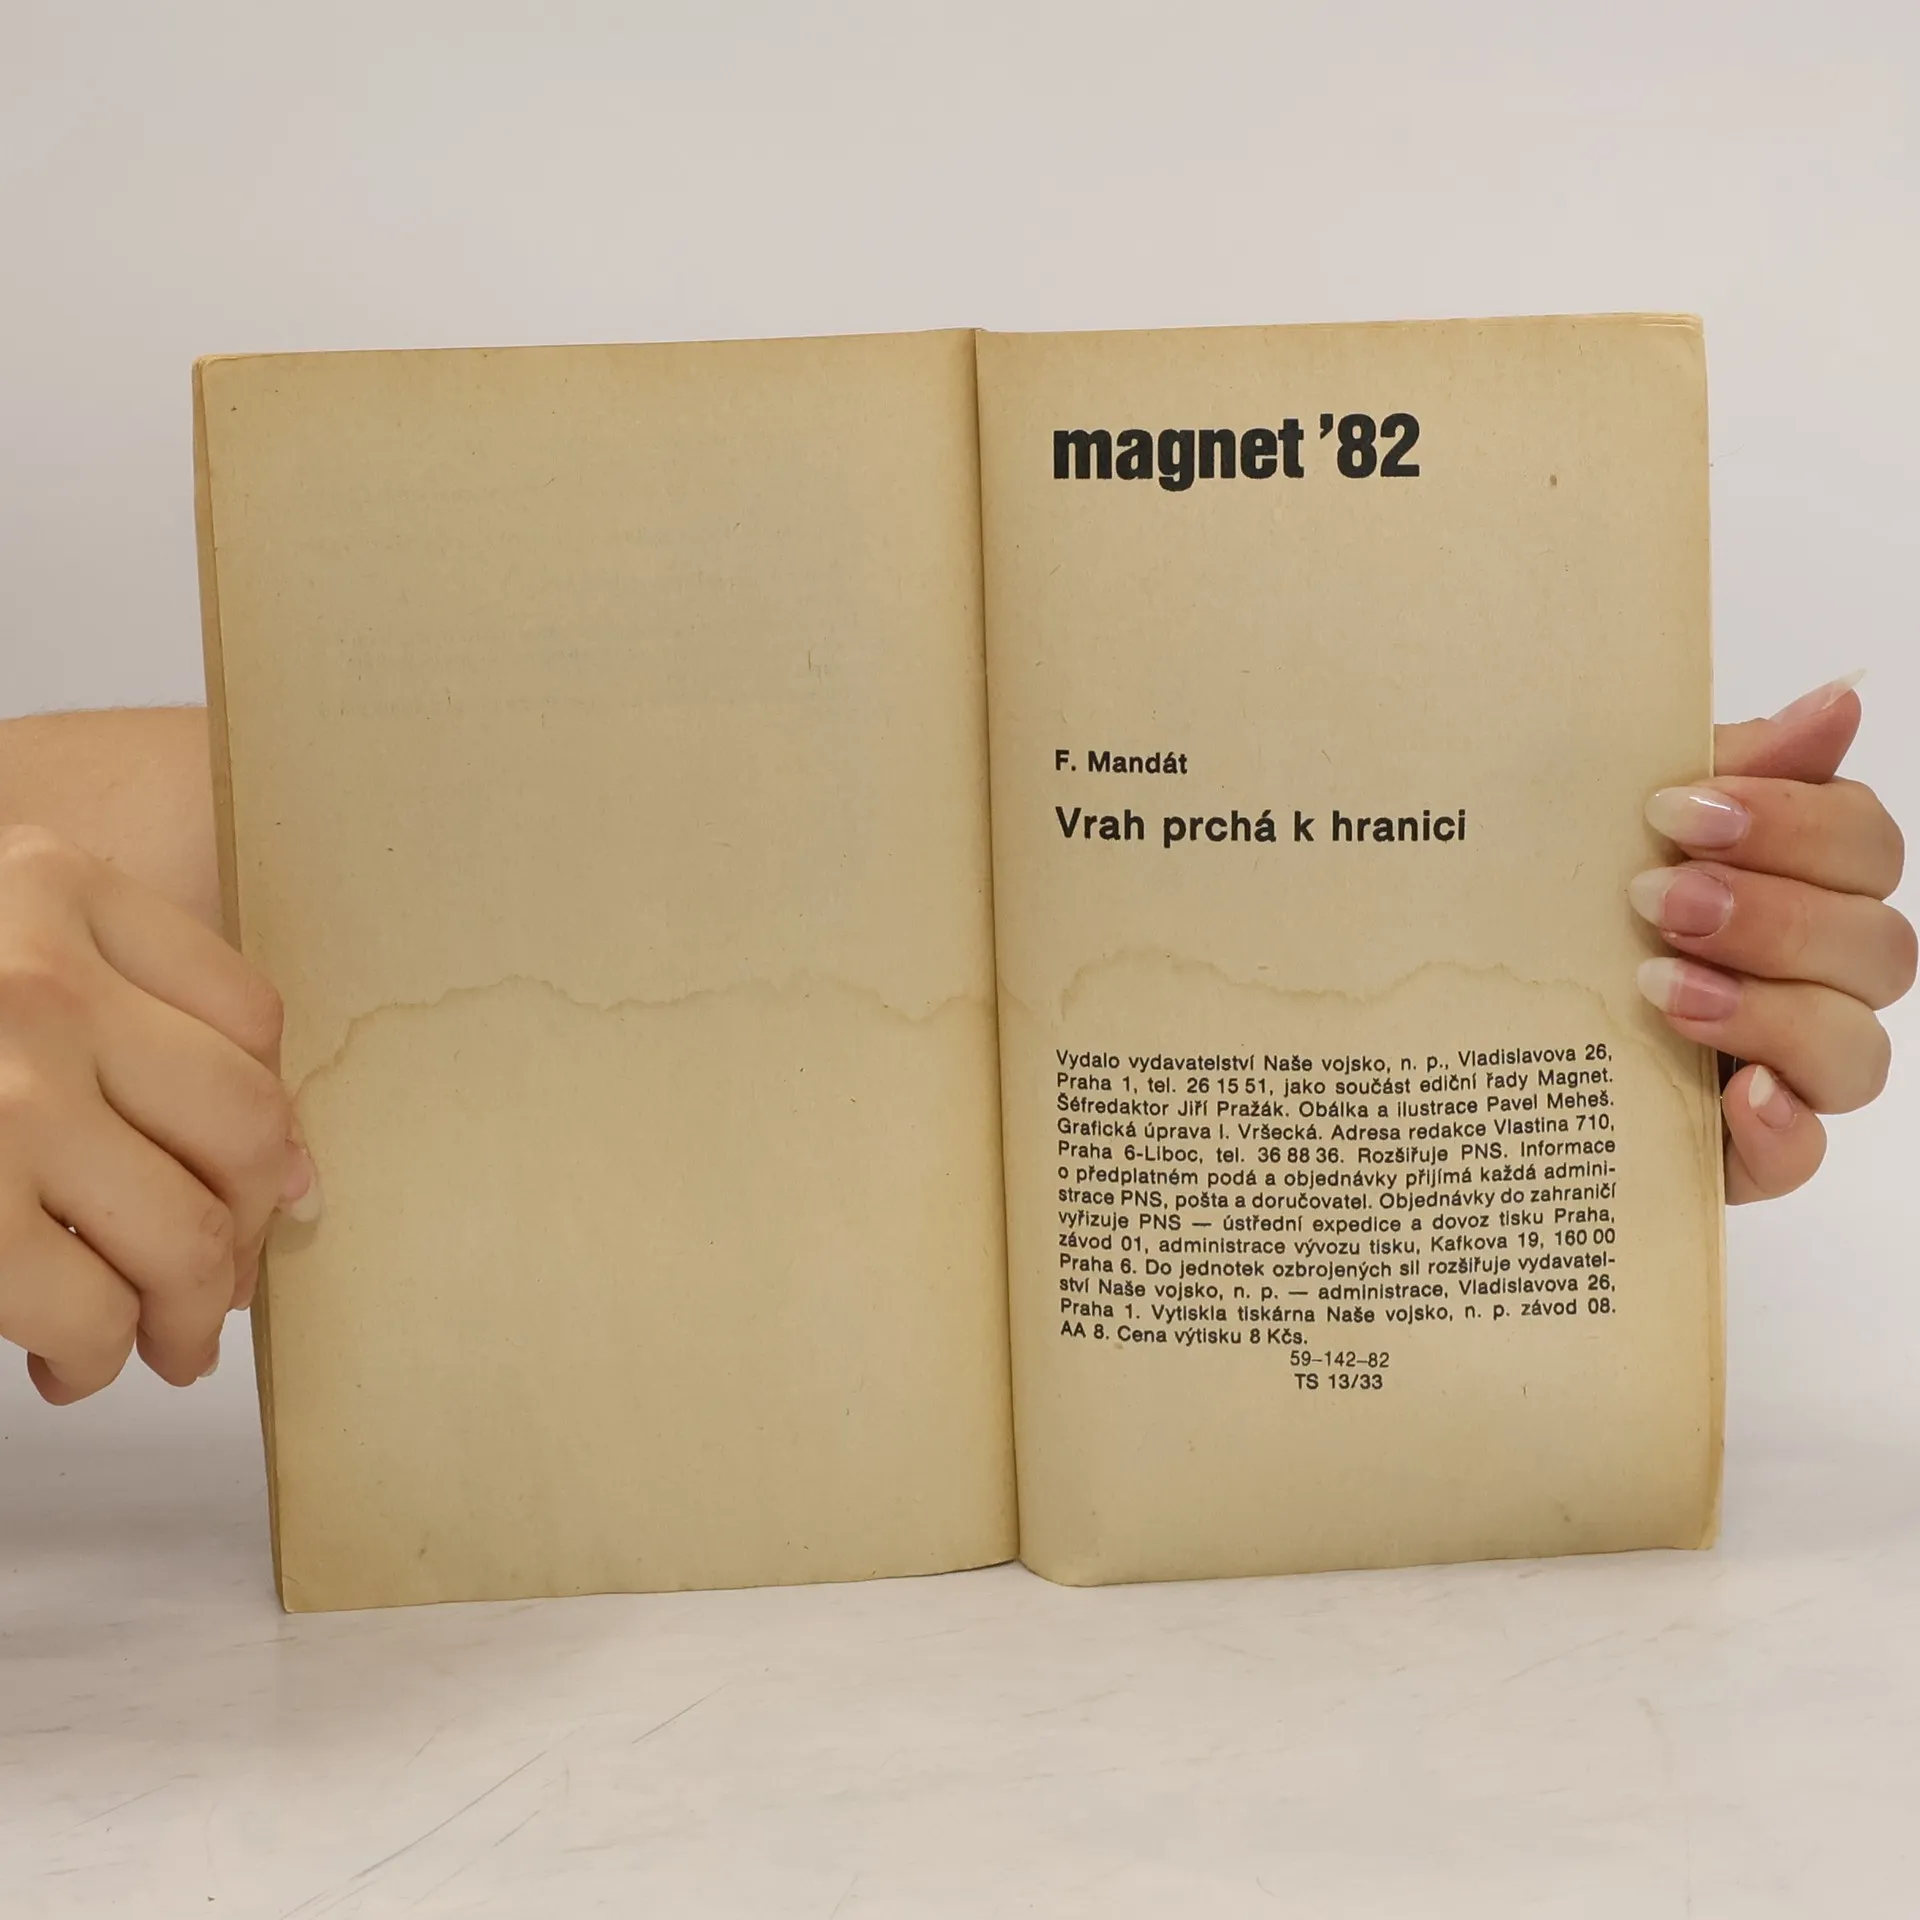 magnet ’82
F. Mandát
Vrah prchá k hranici
Vydalo vydavatelství Naše vojsko, n. p., Vladislavova 26,
Praha 1, tel. 26 15 51, jako součást ediční řady Magnet.
Šéfredaktor Jiří Pražák. Obálka a ilustrace Pavel Meheš.
Grafická úprava I. Vršecká. Adresa redakce Vlastina 710,
Praha 6-Liboc, tel. 36 88 36. Rozšiřuje PNS. Informace
o předplatném podá a objednávky přijímá každá admini-
strace PNS, pošta a doručovatel. Objednávky do zahraničí
vyřizuje PNS — ústřední expedice a dovoz tisku Praha,
závod 01, administrace vývozu tisku, Kafkova 19, 160 00
Praha 6. Do jednotek ozbrojených sil rozšiřuje vydavatel-
ství Naše vojsko, n. p. — administrace, Vladislavova 26,
Praha 1. Vytiskla tiskárna Naše vojsko, n. p. závod 08.
AA 8. Cena výtisku 8 Kčs.
59–142–82
TS 13/33